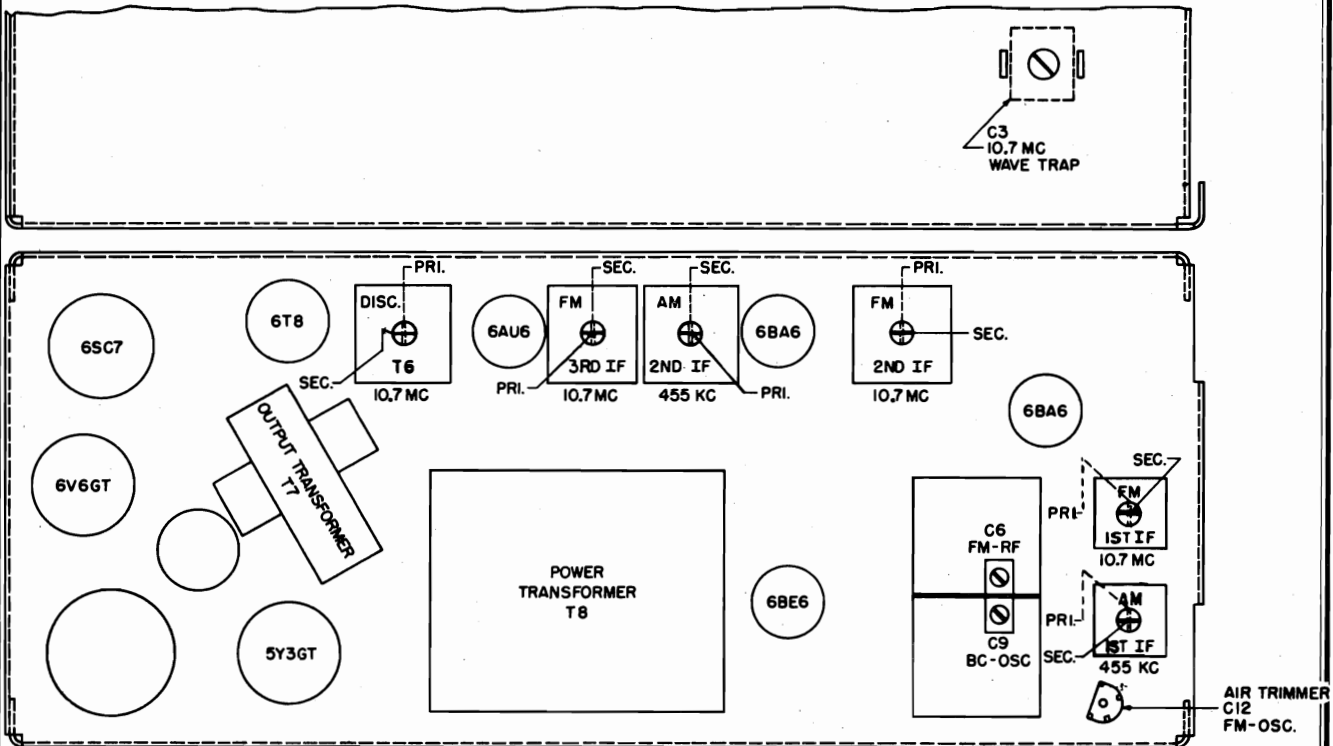 C3
10.7 MC
WAVE TRAP
PRI.
SEC.
SEC.
PRI.
DISC.
T6
SEC.
10.7 MC
FM
3RD IF
PRI.
10.7 MC
AM
2ND IF
PRI.
455 KC
FM
2ND IF
SEC.
10.7 MC
6SC7
6T8
6AU6
6BA6
6BA6
6V6GT
OUTPUT TRANSFORMER
T7
SEC.
PRI.
FM
1ST IF
10.7 MC
C6
FM-RF
POWER
TRANSFORMER
T8
6BE6
C9
BC-OSC
PRI.
AM
1ST IF
SEC.
455 KC
5Y3GT
AIR TRIMMER
C12
FM-OSC.